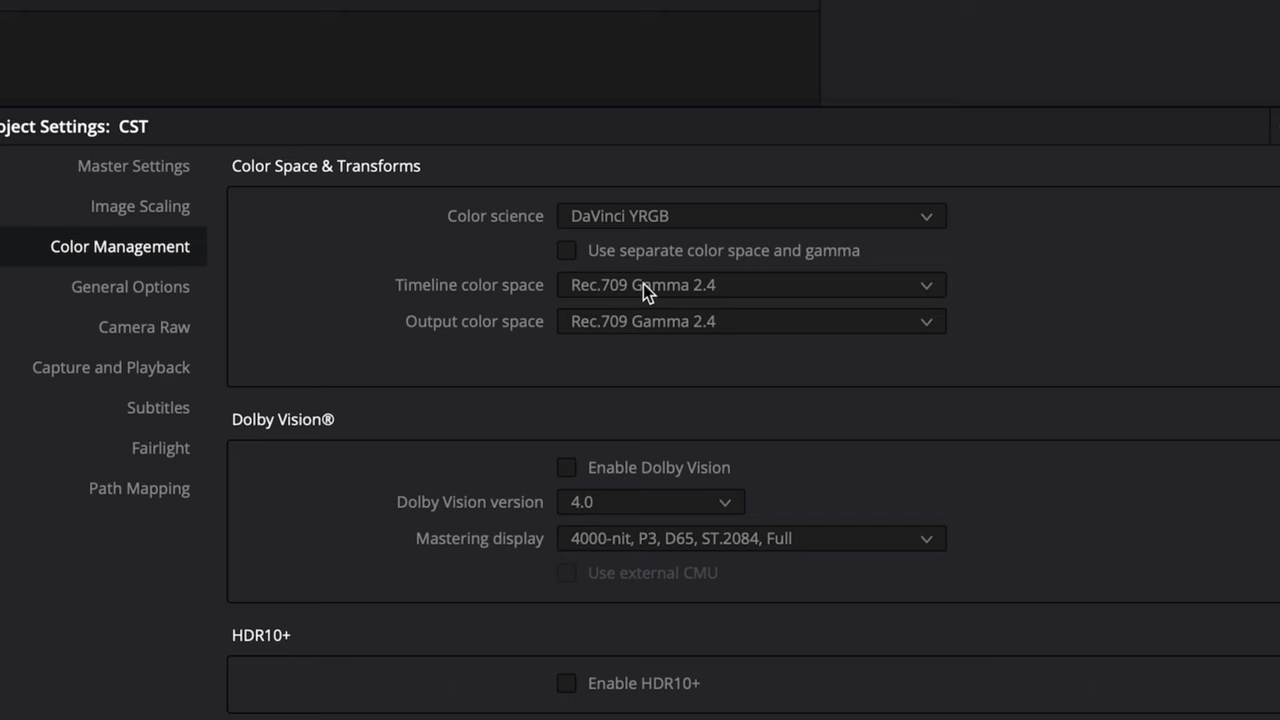 oject Settings: CST
Master Settings
Image Scaling
Color Management
General Options
Camera Raw
Capture and Playback
Subtitles
Fairlight
Path Mapping
Color Space & Transforms
Color science DaVinci YRGB
Use separate color space and gamma
Timeline color space Rec.709 Gamma 2.4
Output color space Rec.709 Gamma 2.4
Dolby Vision®
Enable Dolby Vision
Dolby Vision version 4.0
Mastering display 4000-nit, P3, D65, ST.2084, Full
Use external CMU
HDR10+
Enable HDR10+